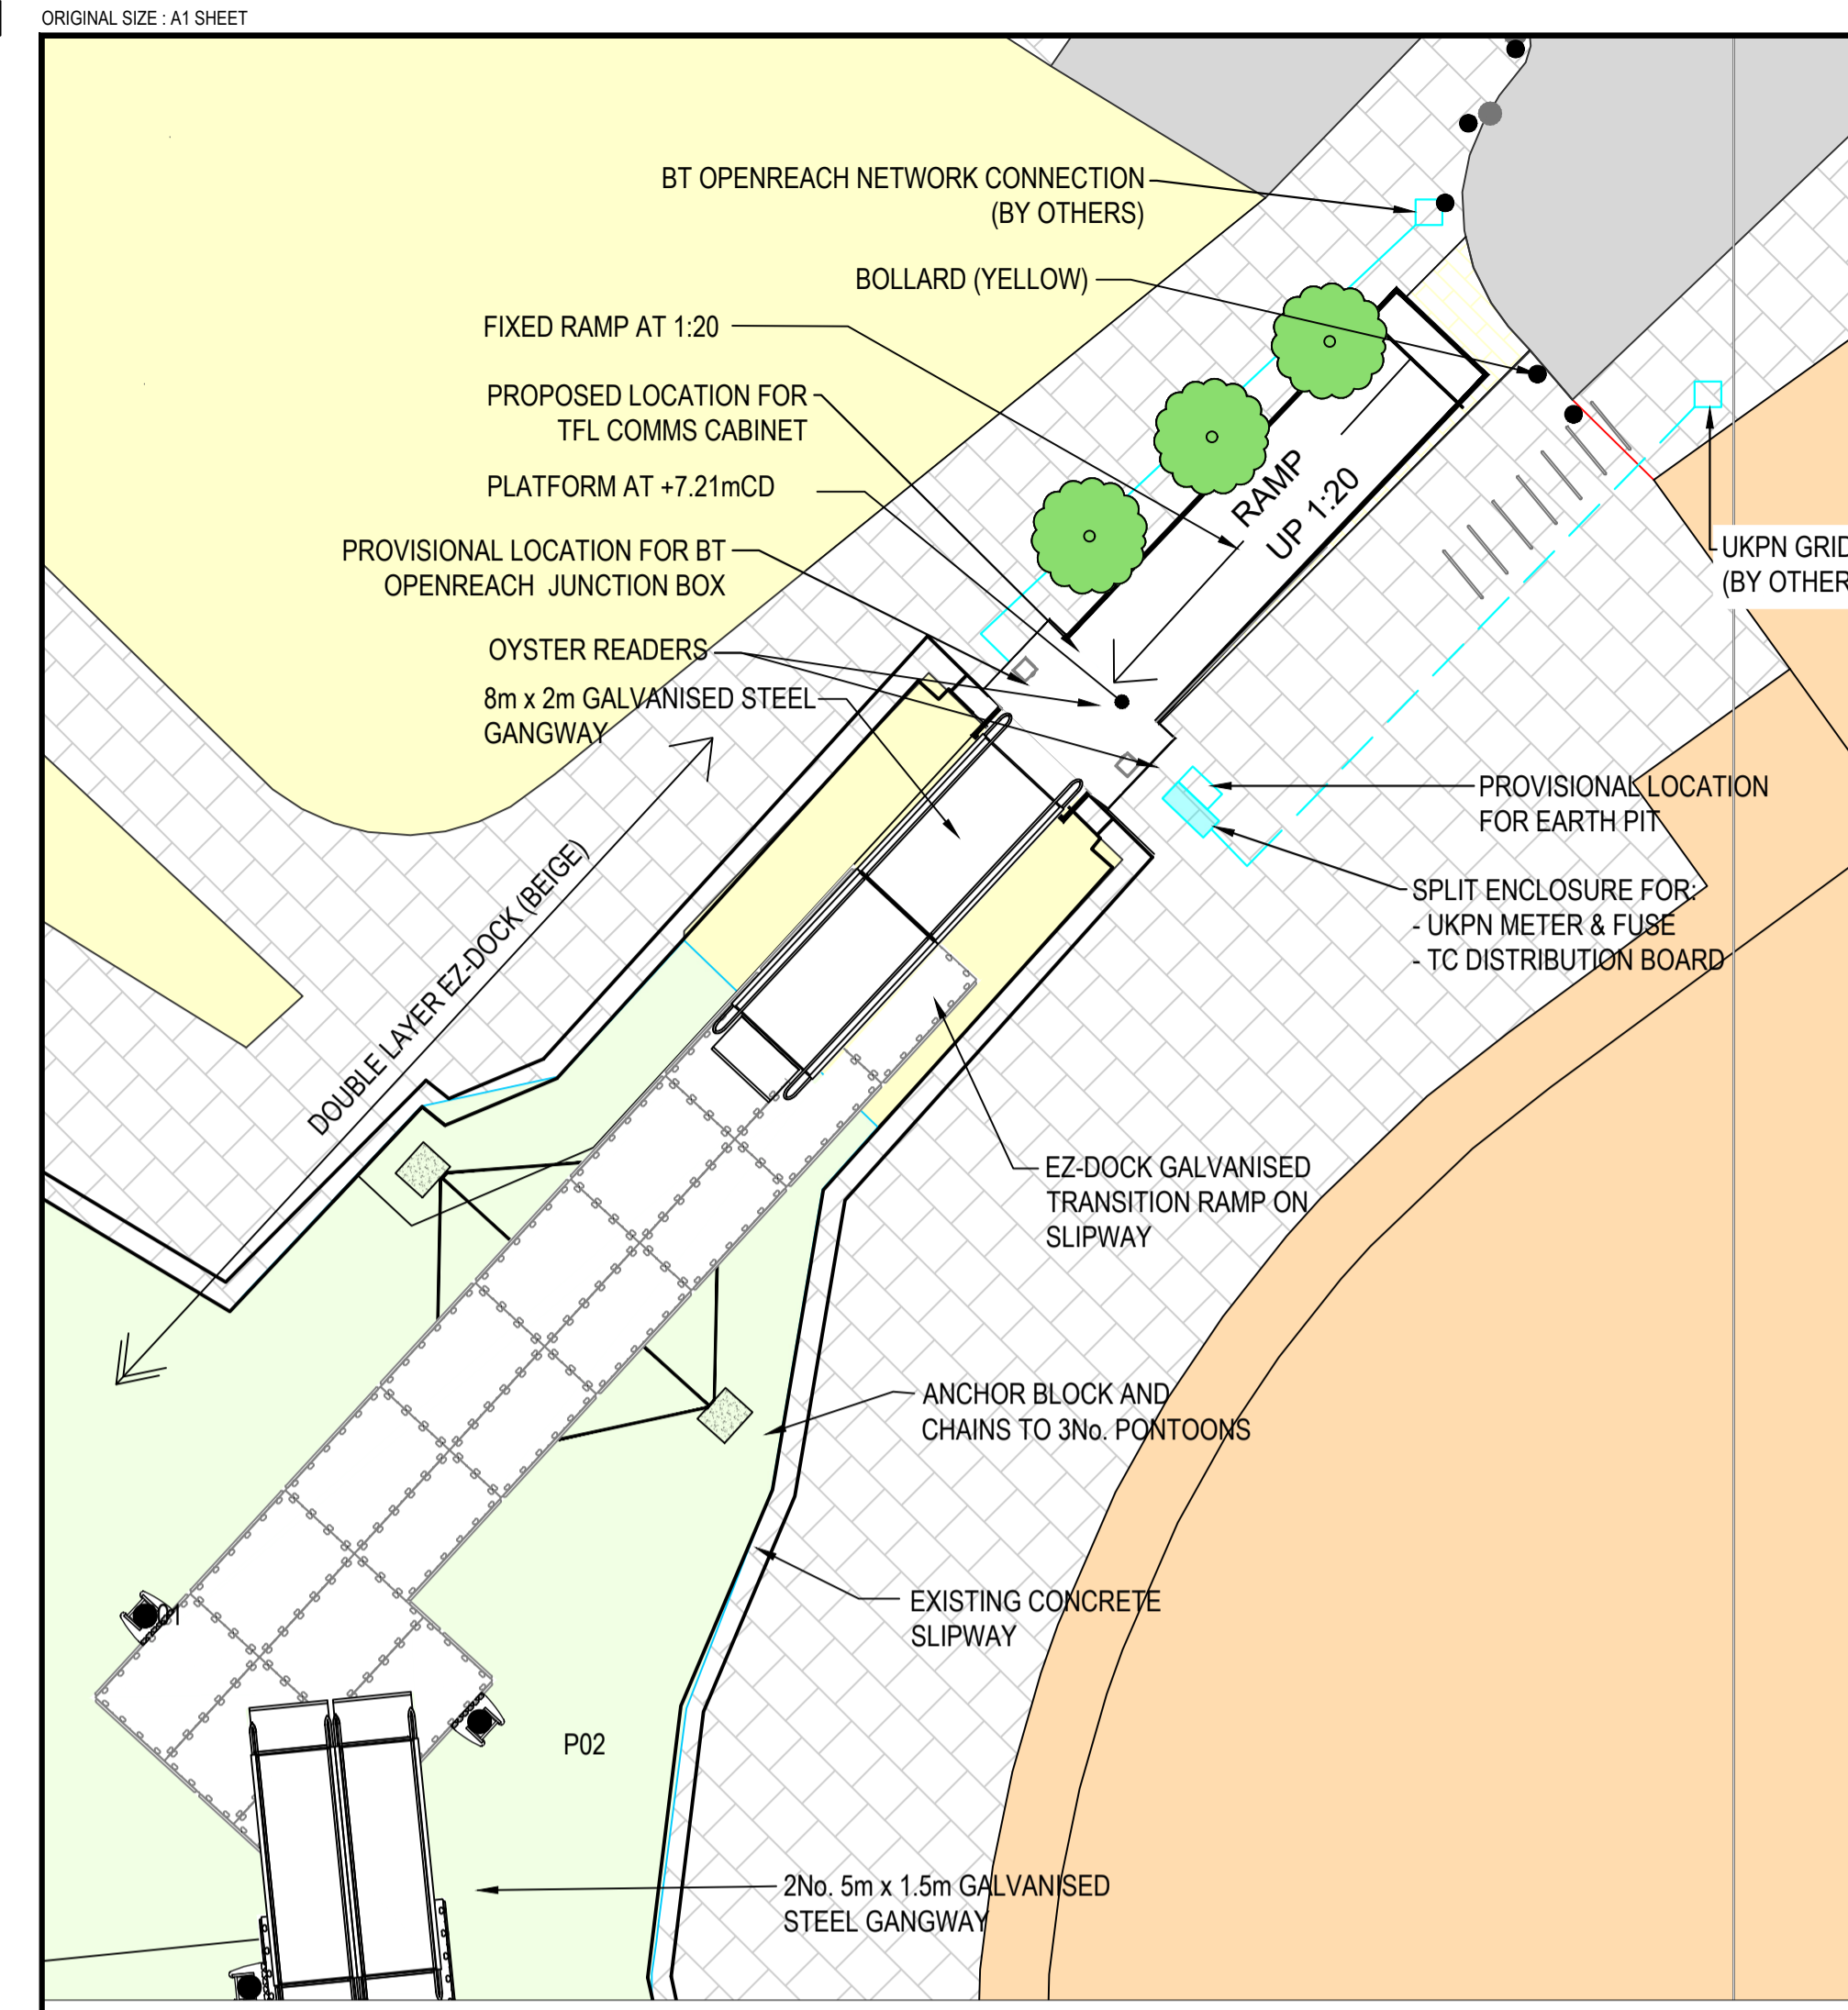 ORIGINAL SIZE : A1 SHEET
BT OPENREACH NETWORK CONNECTION
(BY OTHERS)
BOLLARD (YELLOW)
FIXED RAMP AT 1:20
PROPOSED LOCATION FOR
TFL COMMS CABINET
PLATFORM AT +7.21mCD
RAMP
UP 1:20
PROVISIONAL LOCATION FOR BT
OPENREACH JUNCTION BOX
UKPN GRID
(BY OTHER
OYSTER READERS
8m x 2m GALVANISED STEEL
GANGWAY
PROVISIONAL LOCATION
FOR EARTH PIT
SPLIT ENCLOSURE FOR:
- UKPN METER & FUSE
- TC DISTRIBUTION BOARD
DOUBLE LAYER EZ-DOCK (BEIGE)
EZ-DOCK GALVANISED
TRANSITION RAMP ON
SLIPWAY
ANCHOR BLOCK AND
CHAINS TO 3No. PONTOONS
EXISTING CONCRETE
SLIPWAY
01
P02
2No. 5m x 1.5m GALVANISED
STEEL GANGWAY